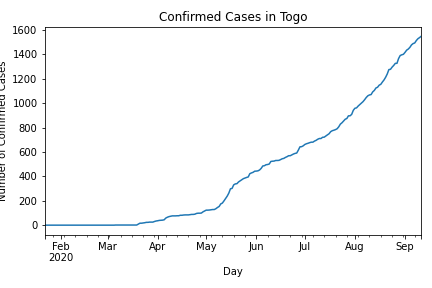 Confirmed Cases in Togo
Number of Confirmed Cases
1600
1400
1200
1000
800
600
400
200
0
Feb Mar Apr May Jun Jul Aug Sep
2020
Day